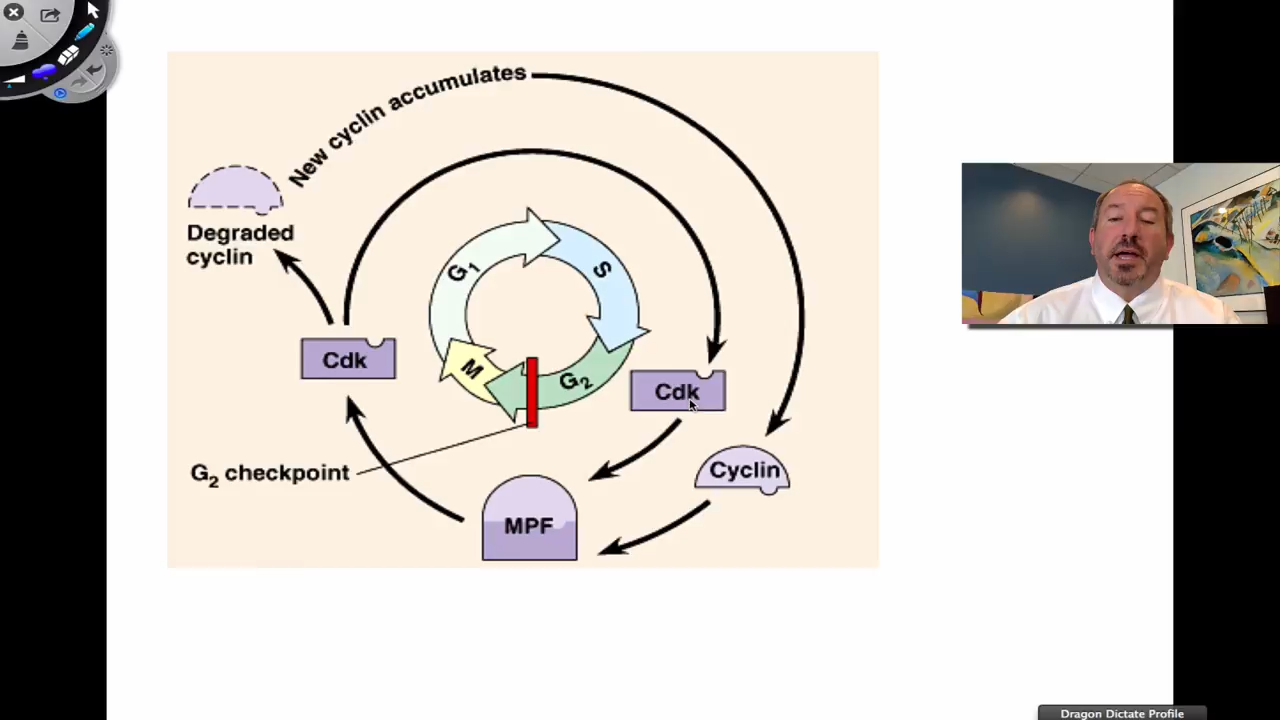 New cyclin accumulates
Degraded
cyclin
G₁
S
Cdk
M
G₂
Cdk
G₂ checkpoint
Cyclin
MPF
Dragon Dictate Profile